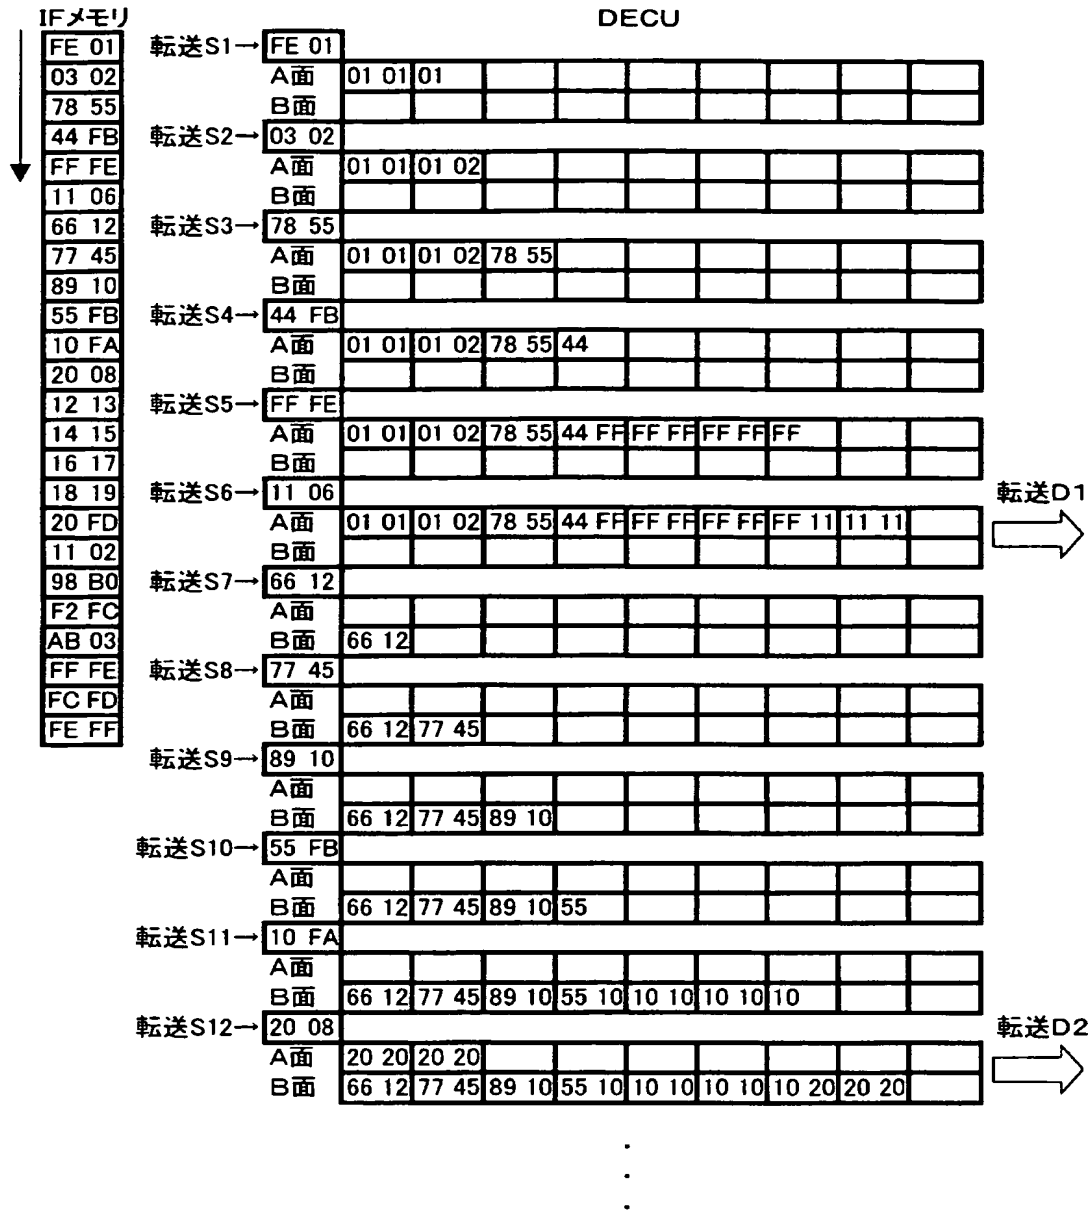 IFメモリ
DECU
FE 01
03 02
78 55
44 FB
FF FE
11 06
66 12
77 45
89 10
55 FB
10 FA
20 08
12 13
14 15
16 17
18 19
20 FD
11 02
98 B0
F2 FC
AB 03
FF FE
FC FD
FE FF
転送S1→ FE 01
A面 01 01 01
B面
転送S2→ 03 02
A面 01 01 01 02
B面
転送S3→ 78 55
A面 01 01 01 02 78 55
B面
転送S4→ 44 FB
A面 01 01 01 02 78 55 44
B面
転送S5→ FF FE
A面 01 01 01 02 78 55 44 FF FF FF FF FF FF
B面
転送S6→ 11 06
転送D1
A面 01 01 01 02 78 55 44 FF FF FF FF FF FF 11 11 11
B面
転送S7→ 66 12
A面
B面 66 12
転送S8→ 77 45
A面
B面 66 12 77 45
転送S9→ 89 10
A面
B面 66 12 77 45 89 10
転送S10→ 55 FB
A面
B面 66 12 77 45 89 10 55
転送S11→ 10 FA
A面
B面 66 12 77 45 89 10 55 10 10 10 10 10 10
転送S12→ 20 08
転送D2
A面 20 20 20 20
B面 66 12 77 45 89 10 55 10 10 10 10 10 10 20 20 20